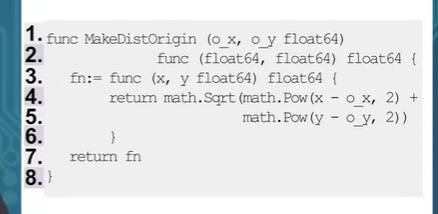 1. func MakeDistOrigin (o_x, o_y float64)
2. func (float64, float64) float64 {
3. fn:= func (x, y float64) float64 {
4. return math.Sqrt(math.Pow(x - o_x, 2) +
5. math.Pow(y - o_y, 2))
6. }
7. return fn
8. }